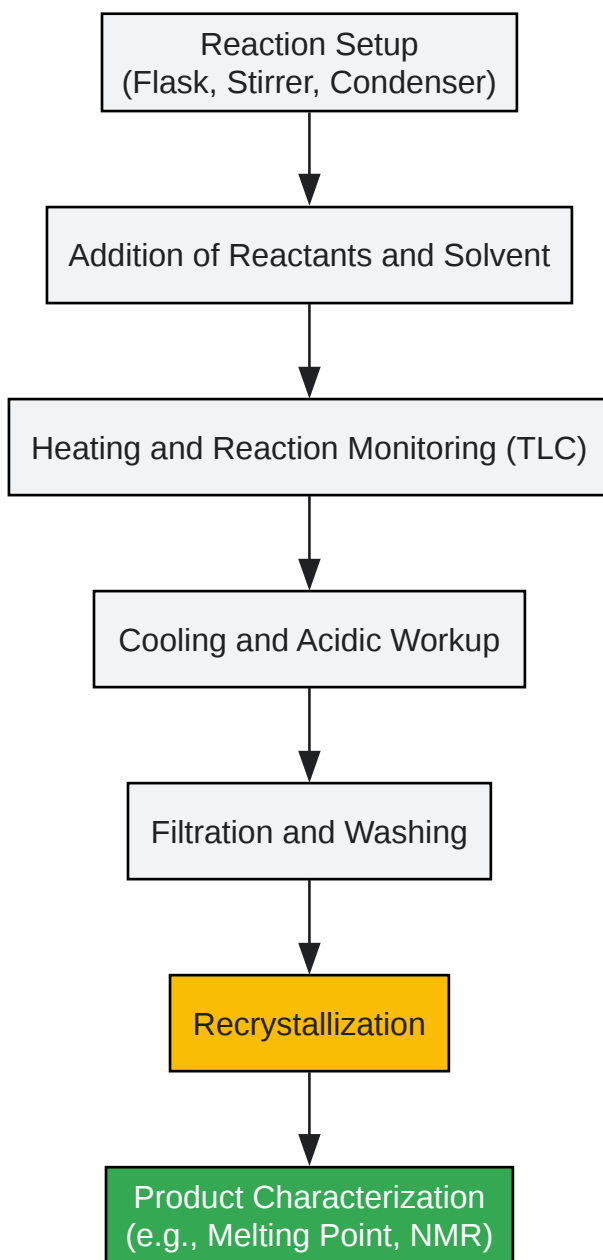 Reaction Setup
(Flask, Stirrer, Condenser)
Addition of Reactants and Solvent
Heating and Reaction Monitoring (TLC)
Cooling and Acidic Workup
Filtration and Washing
Recrystallization
Product Characterization
(e.g., Melting Point, NMR)